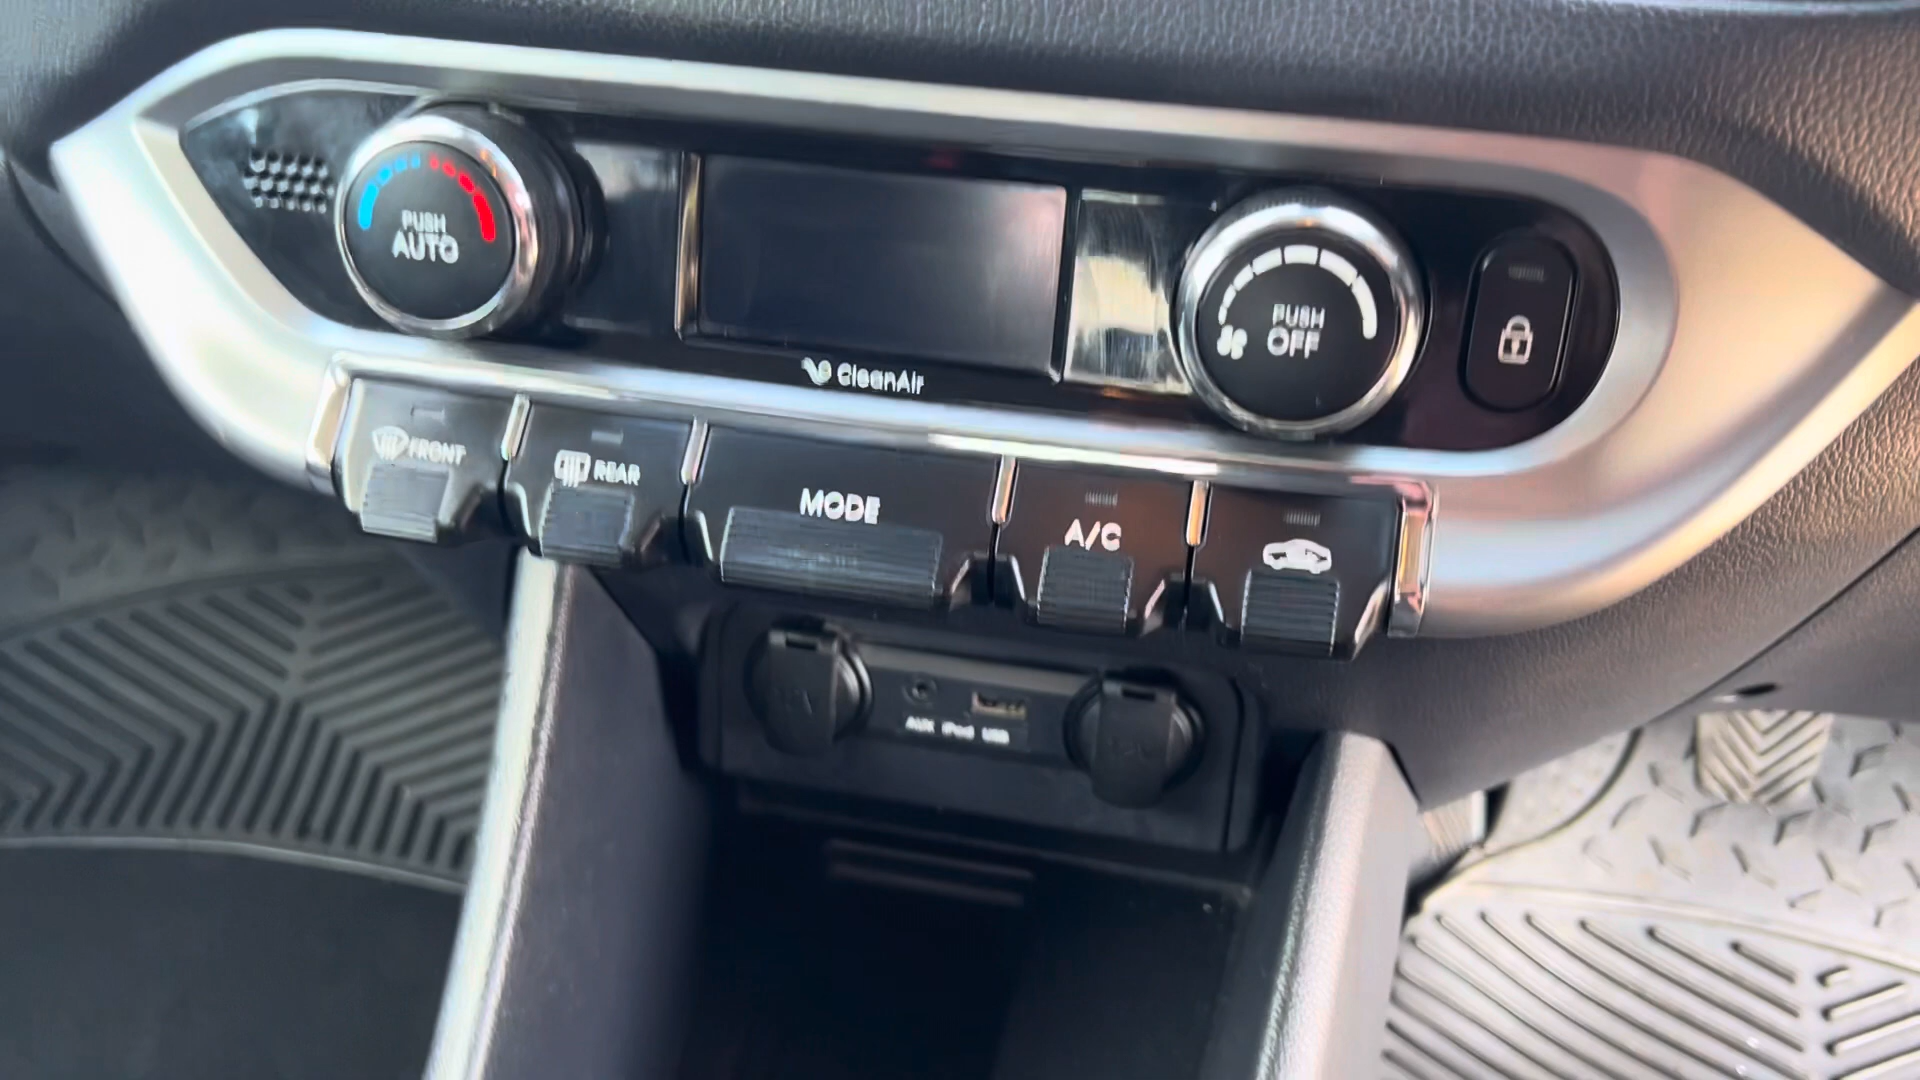 PUSH
AUTO
CleanAir
PUSH
OFF
FRONT
REAR
MODE
A/C
AUX iPod USB